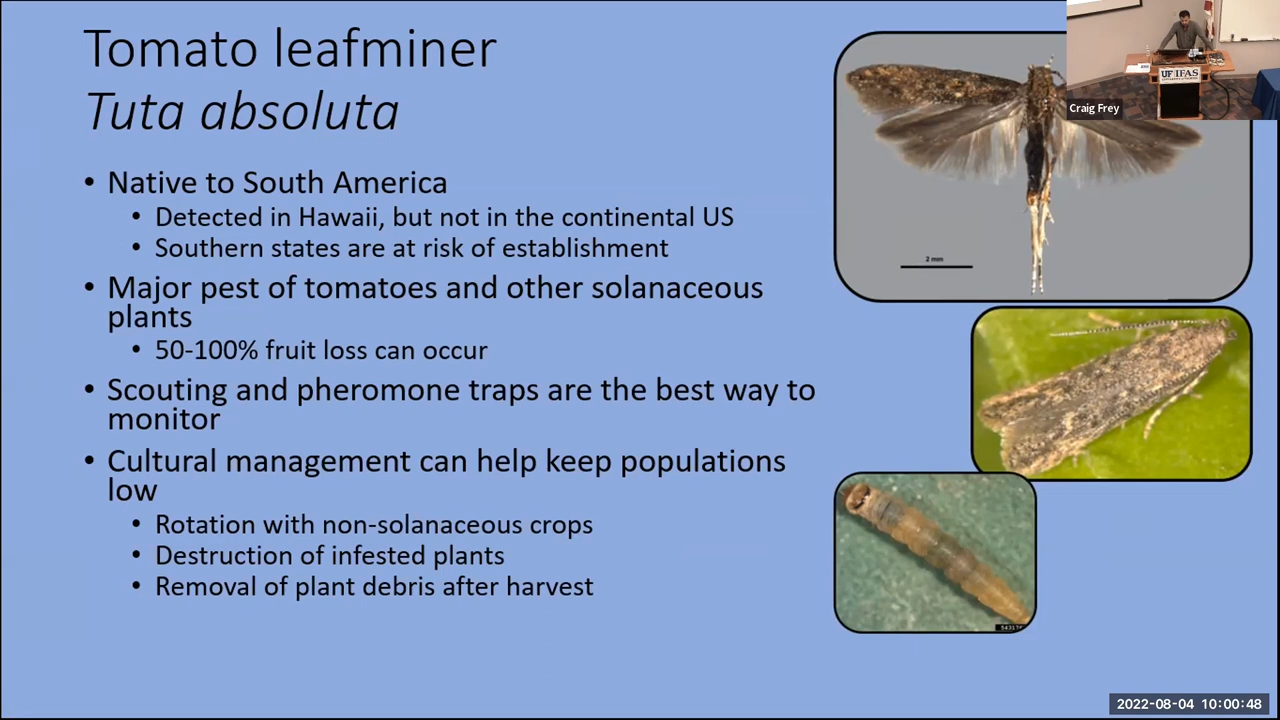 Tomato leafminer
Tuta absoluta
• Native to South America
• Detected in Hawaii, but not in the continental US
• Southern states are at risk of establishment
• Major pest of tomatoes and other solanaceous
plants
• 50-100% fruit loss can occur
• Scouting and pheromone traps are the best way to
monitor
• Cultural management can help keep populations
low
• Rotation with non-solanaceous crops
• Destruction of infested plants
• Removal of plant debris after harvest
2 mm
UF|IFAS
Craig Frey
2022-08-04 10:00:48